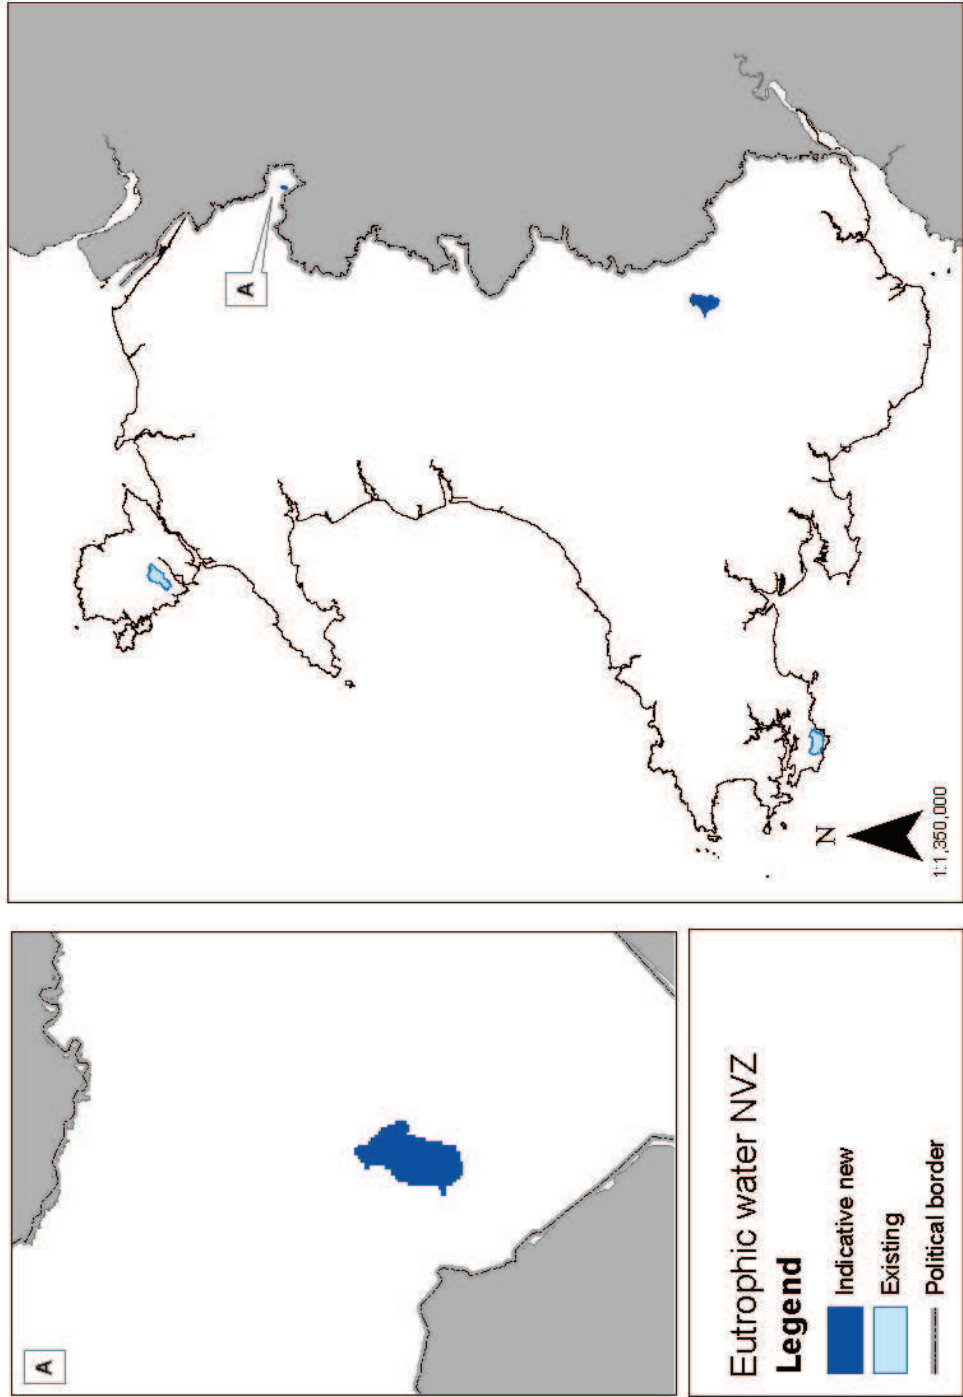 A
A
N
1:1,350,000
Eutrophic water NVZ
Legend
Indicative new
Existing
Political border